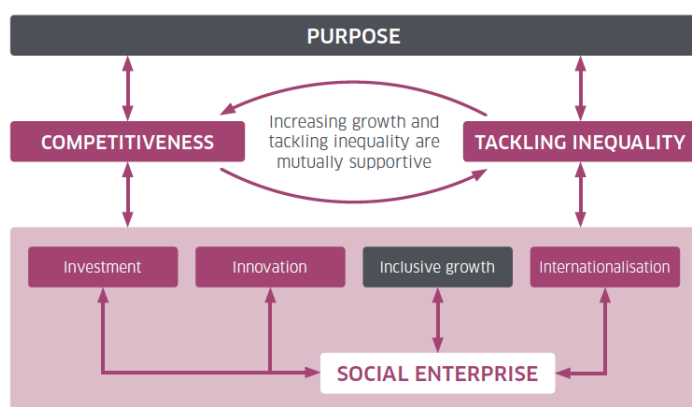 PURPOSE
COMPETITIVENESS
Increasing growth and
tackling inequality are
mutually supportive
TACKLING INEQUALITY
Investment
Innovation
Inclusive growth
Internationalisation
SOCIAL ENTERPRISE